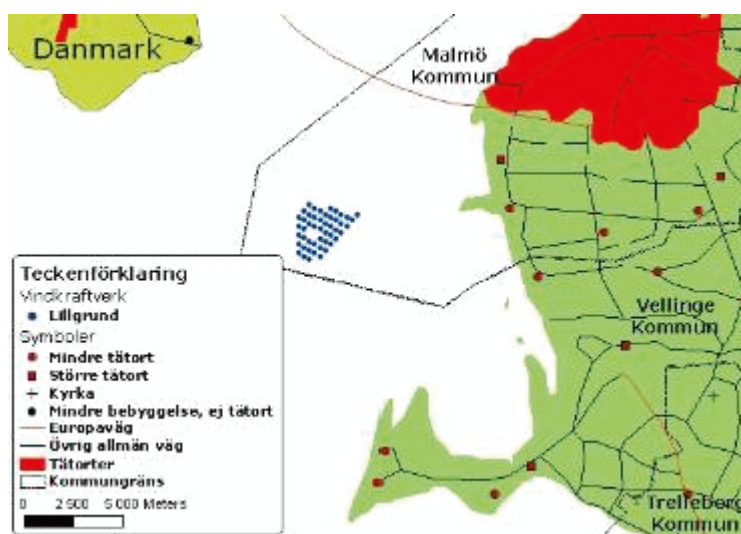 Danmark
Malmö
Kommun
Vellinge
Kommun
Trelleborg
Kommun
Teckenförklaring
Vindkraftverk
Lillgrund
Symboler
Mindre tätort
Större tätort
Kyrka
Mindre bebyggelse, ej tätort
Europaväg
Övrig allmän väg
Tätorter
Kommungräns
0 2 500 5 000 Meters